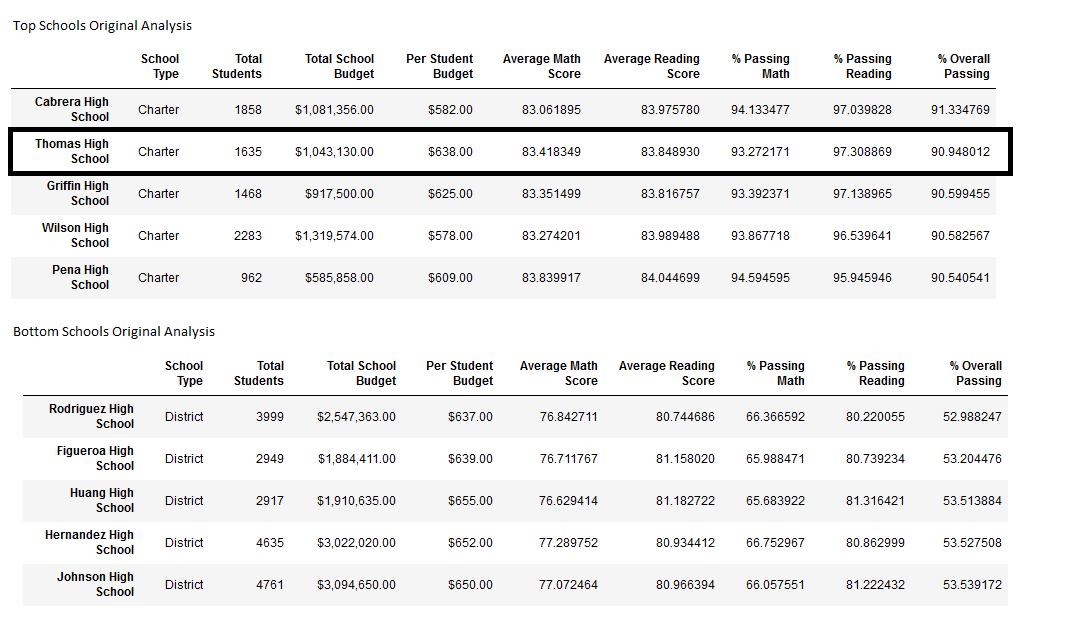 Top Schools Original Analysis
School Type Total Students Total School Budget Per Student Budget Average Math Score Average Reading Score % Passing Math % Passing Reading % Overall Passing
Cabrera High School Charter 1858 $1,081,356.00 $582.00 83.061895 83.975780 94.133477 97.039828 91.334769
Thomas High School Charter 1635 $1,043,130.00 $638.00 83.418349 83.848930 93.272171 97.308869 90.948012
Griffin High School Charter 1468 $917,500.00 $625.00 83.351499 83.816757 93.392371 97.138965 90.599455
Wilson High School Charter 2283 $1,319,574.00 $578.00 83.274201 83.989488 93.867718 96.539641 90.582567
Pena High School Charter 962 $585,858.00 $609.00 83.839917 84.044699 94.594595 95.945946 90.540541
Bottom Schools Original Analysis
School Type Total Students Total School Budget Per Student Budget Average Math Score Average Reading Score % Passing Math % Passing Reading % Overall Passing
Rodriguez High School District 3999 $2,547,363.00 $637.00 76.842711 80.744686 66.366592 80.220055 52.988247
Figueroa High School District 2949 $1,884,411.00 $639.00 76.711767 81.158020 65.988471 80.739234 53.204476
Huang High School District 2917 $1,910,635.00 $655.00 76.629414 81.182722 65.683922 81.316421 53.513884
Hernandez High School District 4635 $3,022,020.00 $652.00 77.289752 80.934412 66.752967 80.862999 53.527508
Johnson High School District 4761 $3,094,650.00 $650.00 77.072464 80.966394 66.057551 81.222432 53.539172